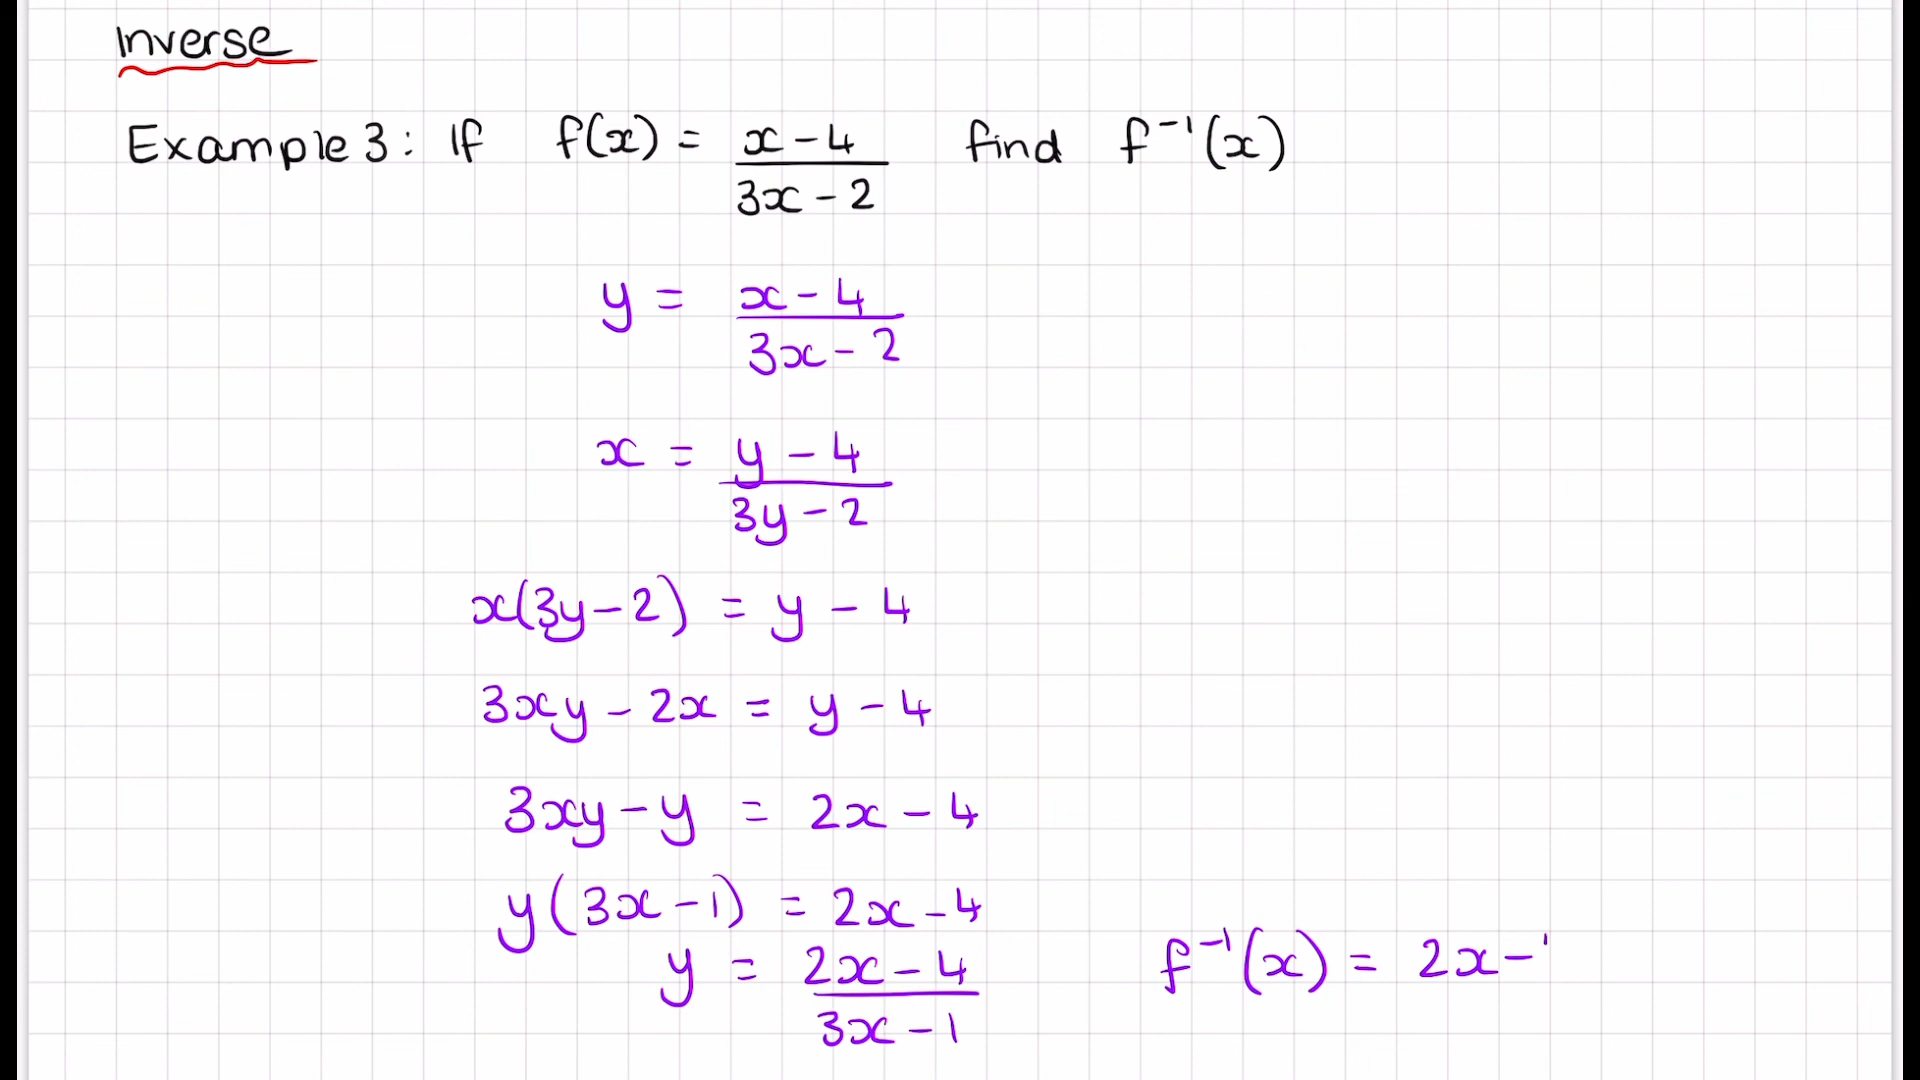 Inverse
Example 3: If f(x) = (x-4)/(3x-2) find f⁻¹(x)
y = (x-4)/(3x-2)
x = (y-4)/(3y-2)
x(3y-2) = y-4
3xy-2x = y-4
3xy-y = 2x-4
y(3x-1) = 2x-4
y = (2x-4)/(3x-1)
f⁻¹(x) = 2x-